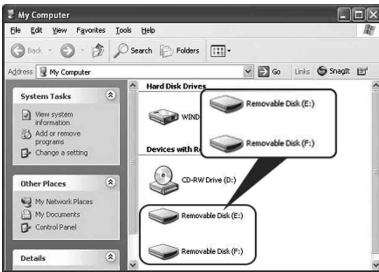 My Computer
File Edit View Favorites Tools Help
Back Search Folders
Address My Computer Go Links SnagIt
System Tasks
View system
information
Add or remove
programs
Change a setting
Other Places
My Network Places
My Documents
Control Panel
Details
Hard Disk Drives
WIND
Devices with Re
CD-RW Drive (D:)
Removable Disk (E:)
Removable Disk (F:)
Removable Disk (E:)
Removable Disk (F:)